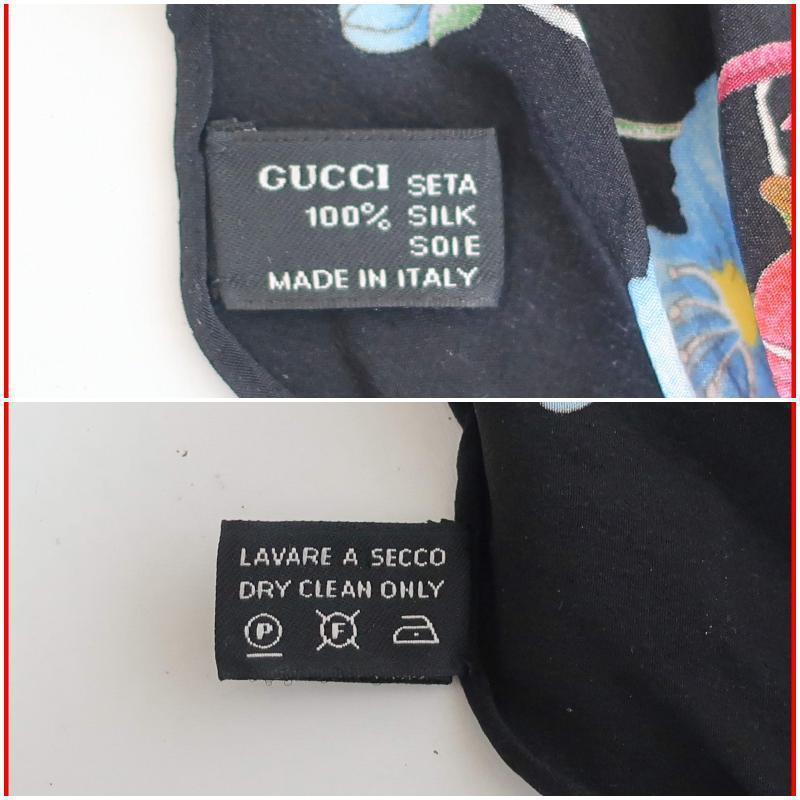 GUCCI SETA
100% SILK
SOIE
MADE IN ITALY
LAVARE A SECCO
DRY CLEAN ONLY
P F